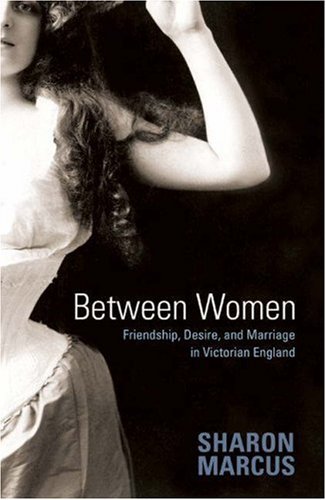 Between Women
Friendship, Desire, and Marriage
in Victorian England
SHARON
MARCUS